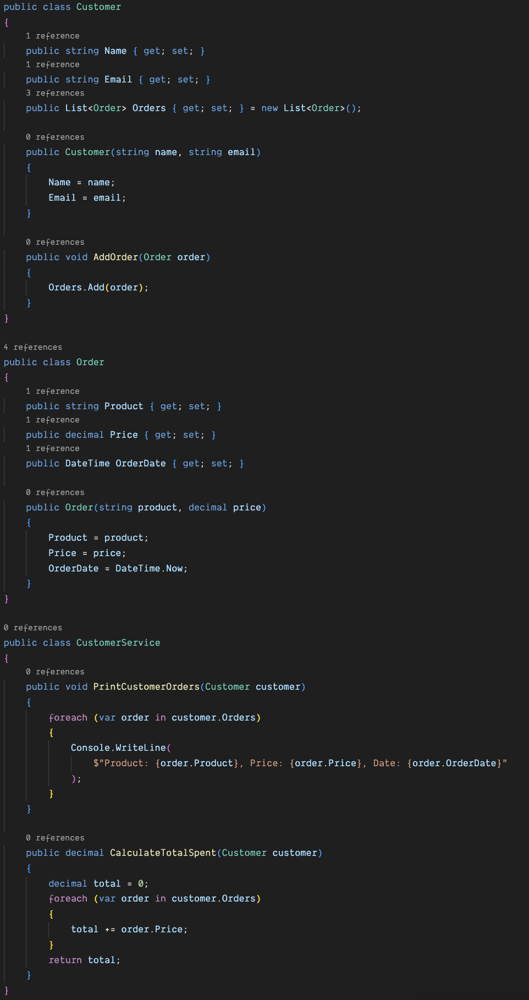 public class Customer
{
1 reference
public string Name { get; set; }
1 reference
public string Email { get; set; }
3 references
public List<Order> Orders { get; set; } = new List<Order>();
0 references
public Customer(string name, string email)
{
Name = name;
Email = email;
}
0 references
public void AddOrder(Order order)
{
Orders.Add(order);
}
}
4 references
public class Order
{
1 reference
public string Product { get; set; }
1 reference
public decimal Price { get; set; }
1 reference
public DateTime OrderDate { get; set; }
0 references
public Order(string product, decimal price)
{
Product = product;
Price = price;
OrderDate = DateTime.Now;
}
}
0 references
public class CustomerService
{
0 references
public void PrintCustomerOrders(Customer customer)
{
foreach (var order in customer.Orders)
{
Console.WriteLine(
$"Product: {order.Product}, Price: {order.Price}, Date: {order.OrderDate}"
);
}
}
0 references
public decimal CalculateTotalSpent(Customer customer)
{
decimal total = 0;
foreach (var order in customer.Orders)
{
total += order.Price;
}
return total;
}
}